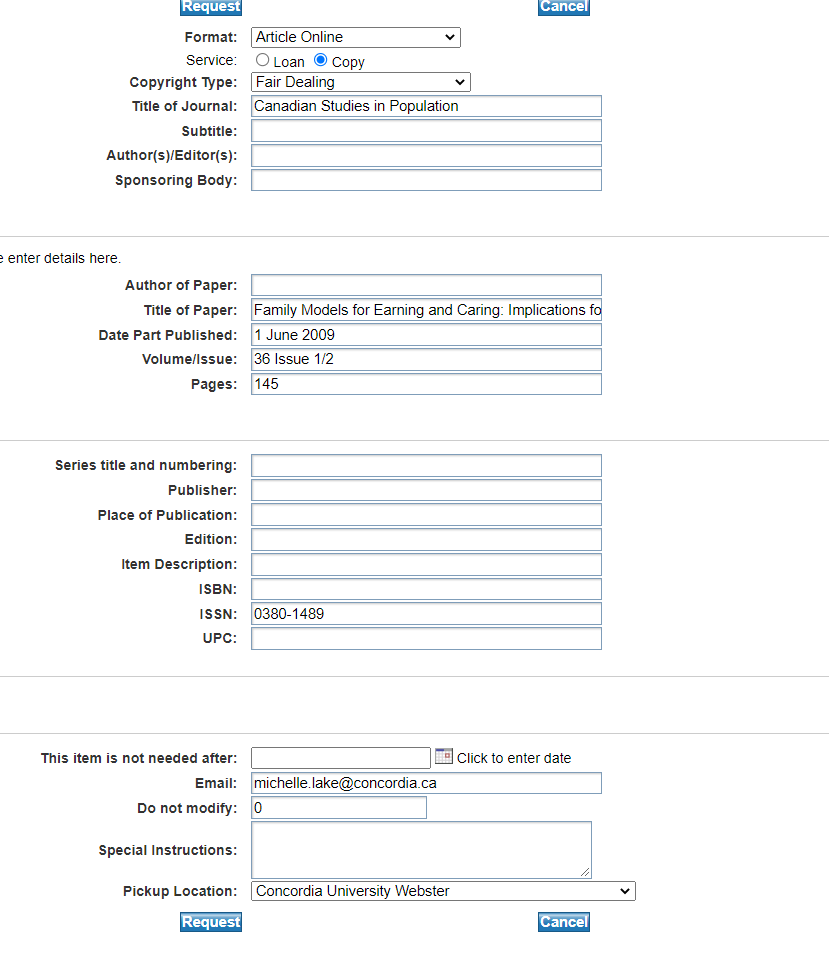 Request Cancel
Format: Article Online
Service: Loan Copy
Copyright Type: Fair Dealing
Title of Journal: Canadian Studies in Population
Subtitle:
Author(s)/Editor(s):
Sponsoring Body:
e enter details here.
Author of Paper:
Title of Paper: Family Models for Earning and Caring: Implications fo
Date Part Published: 1 June 2009
Volume/Issue: 36 Issue 1/2
Pages: 145
Series title and numbering:
Publisher:
Place of Publication:
Edition:
Item Description:
ISBN:
ISSN: 0380-1489
UPC:
This item is not needed after: Click to enter date
Email: michelle.lake@concordia.ca
Do not modify: 0
Special Instructions:
Pickup Location: Concordia University Webster
Request Cancel